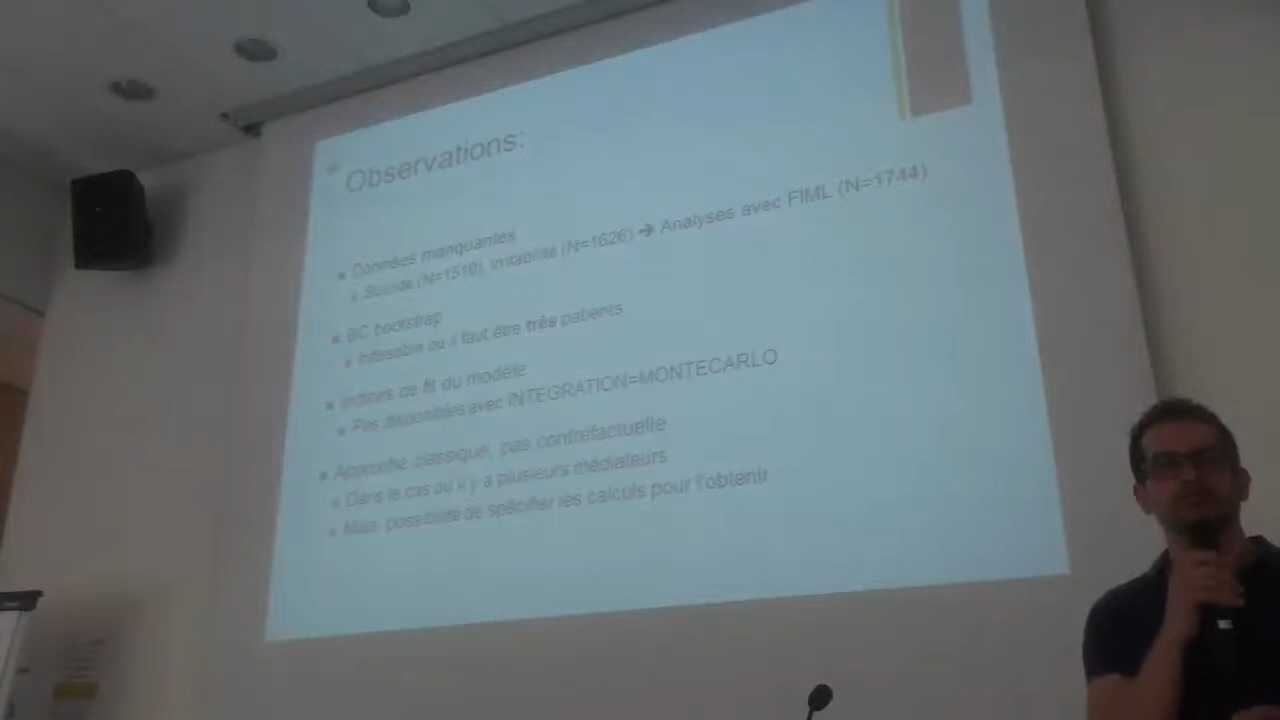 Observations:
Données manquantes
Suicide (N=1510), Irritabilité (N=1626) → Analyses avec FIML (N=1744)
BC bootstrap
Infaisable ou il faut être très patients
Indices de fit du modèle
Pas disponibles avec INTEGRATION=MONTECARLO
Approche classique, pas contrefactuelle
Dans le cas où il y a plusieurs médiateurs
Mais possibilité de spécifier les calculs pour l'obtenir